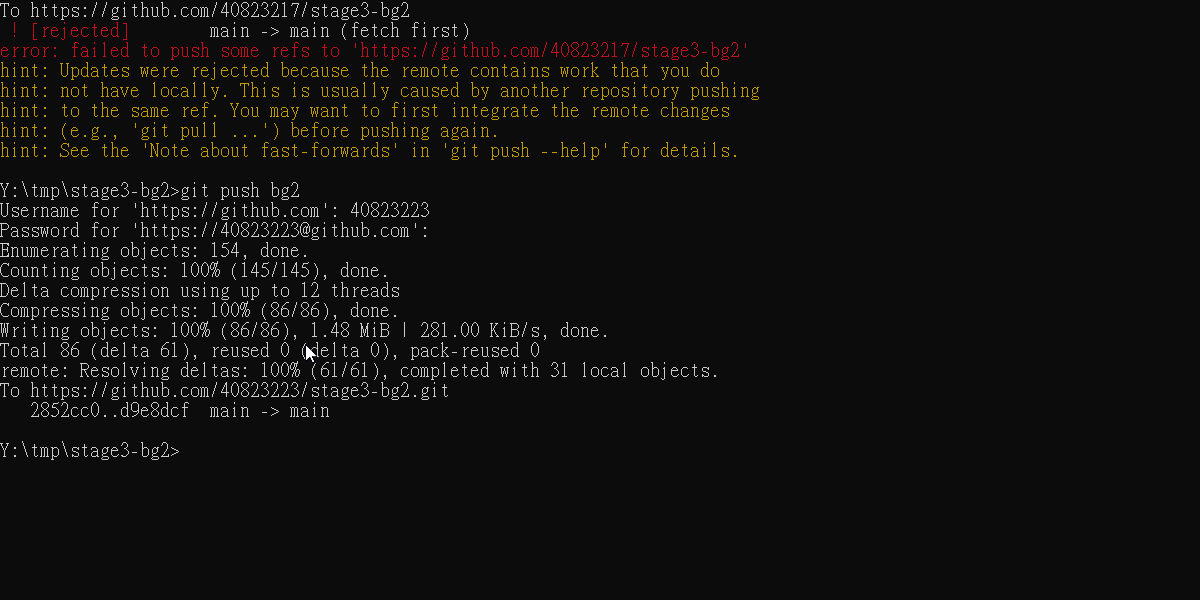 To https://github.com/40823217/stage3-bg2
! [rejected]        main -> main (fetch first)
error: failed to push some refs to 'https://github.com/40823217/stage3-bg2'
hint: Updates were rejected because the remote contains work that you do
hint: not have locally. This is usually caused by another repository pushing
hint: to the same ref. You may want to first integrate the remote changes
hint: (e.g., 'git pull ...') before pushing again.
hint: See the 'Note about fast-forwards' in 'git push --help' for details.
Y:\tmp\stage3-bg2>git push bg2
Username for 'https://github.com': 40823223
Password for 'https://40823223@github.com':
Enumerating objects: 154, done.
Counting objects: 100% (145/145), done.
Delta compression using up to 12 threads
Compressing objects: 100% (86/86), done.
Writing objects: 100% (86/86), 1.48 MiB | 281.00 KiB/s, done.
Total 86 (delta 61), reused 0 (delta 0), pack-reused 0
remote: Resolving deltas: 100% (61/61), completed with 31 local objects.
To https://github.com/40823223/stage3-bg2.git
   2852cc0..d9e8dcf  main -> main
Y:\tmp\stage3-bg2>